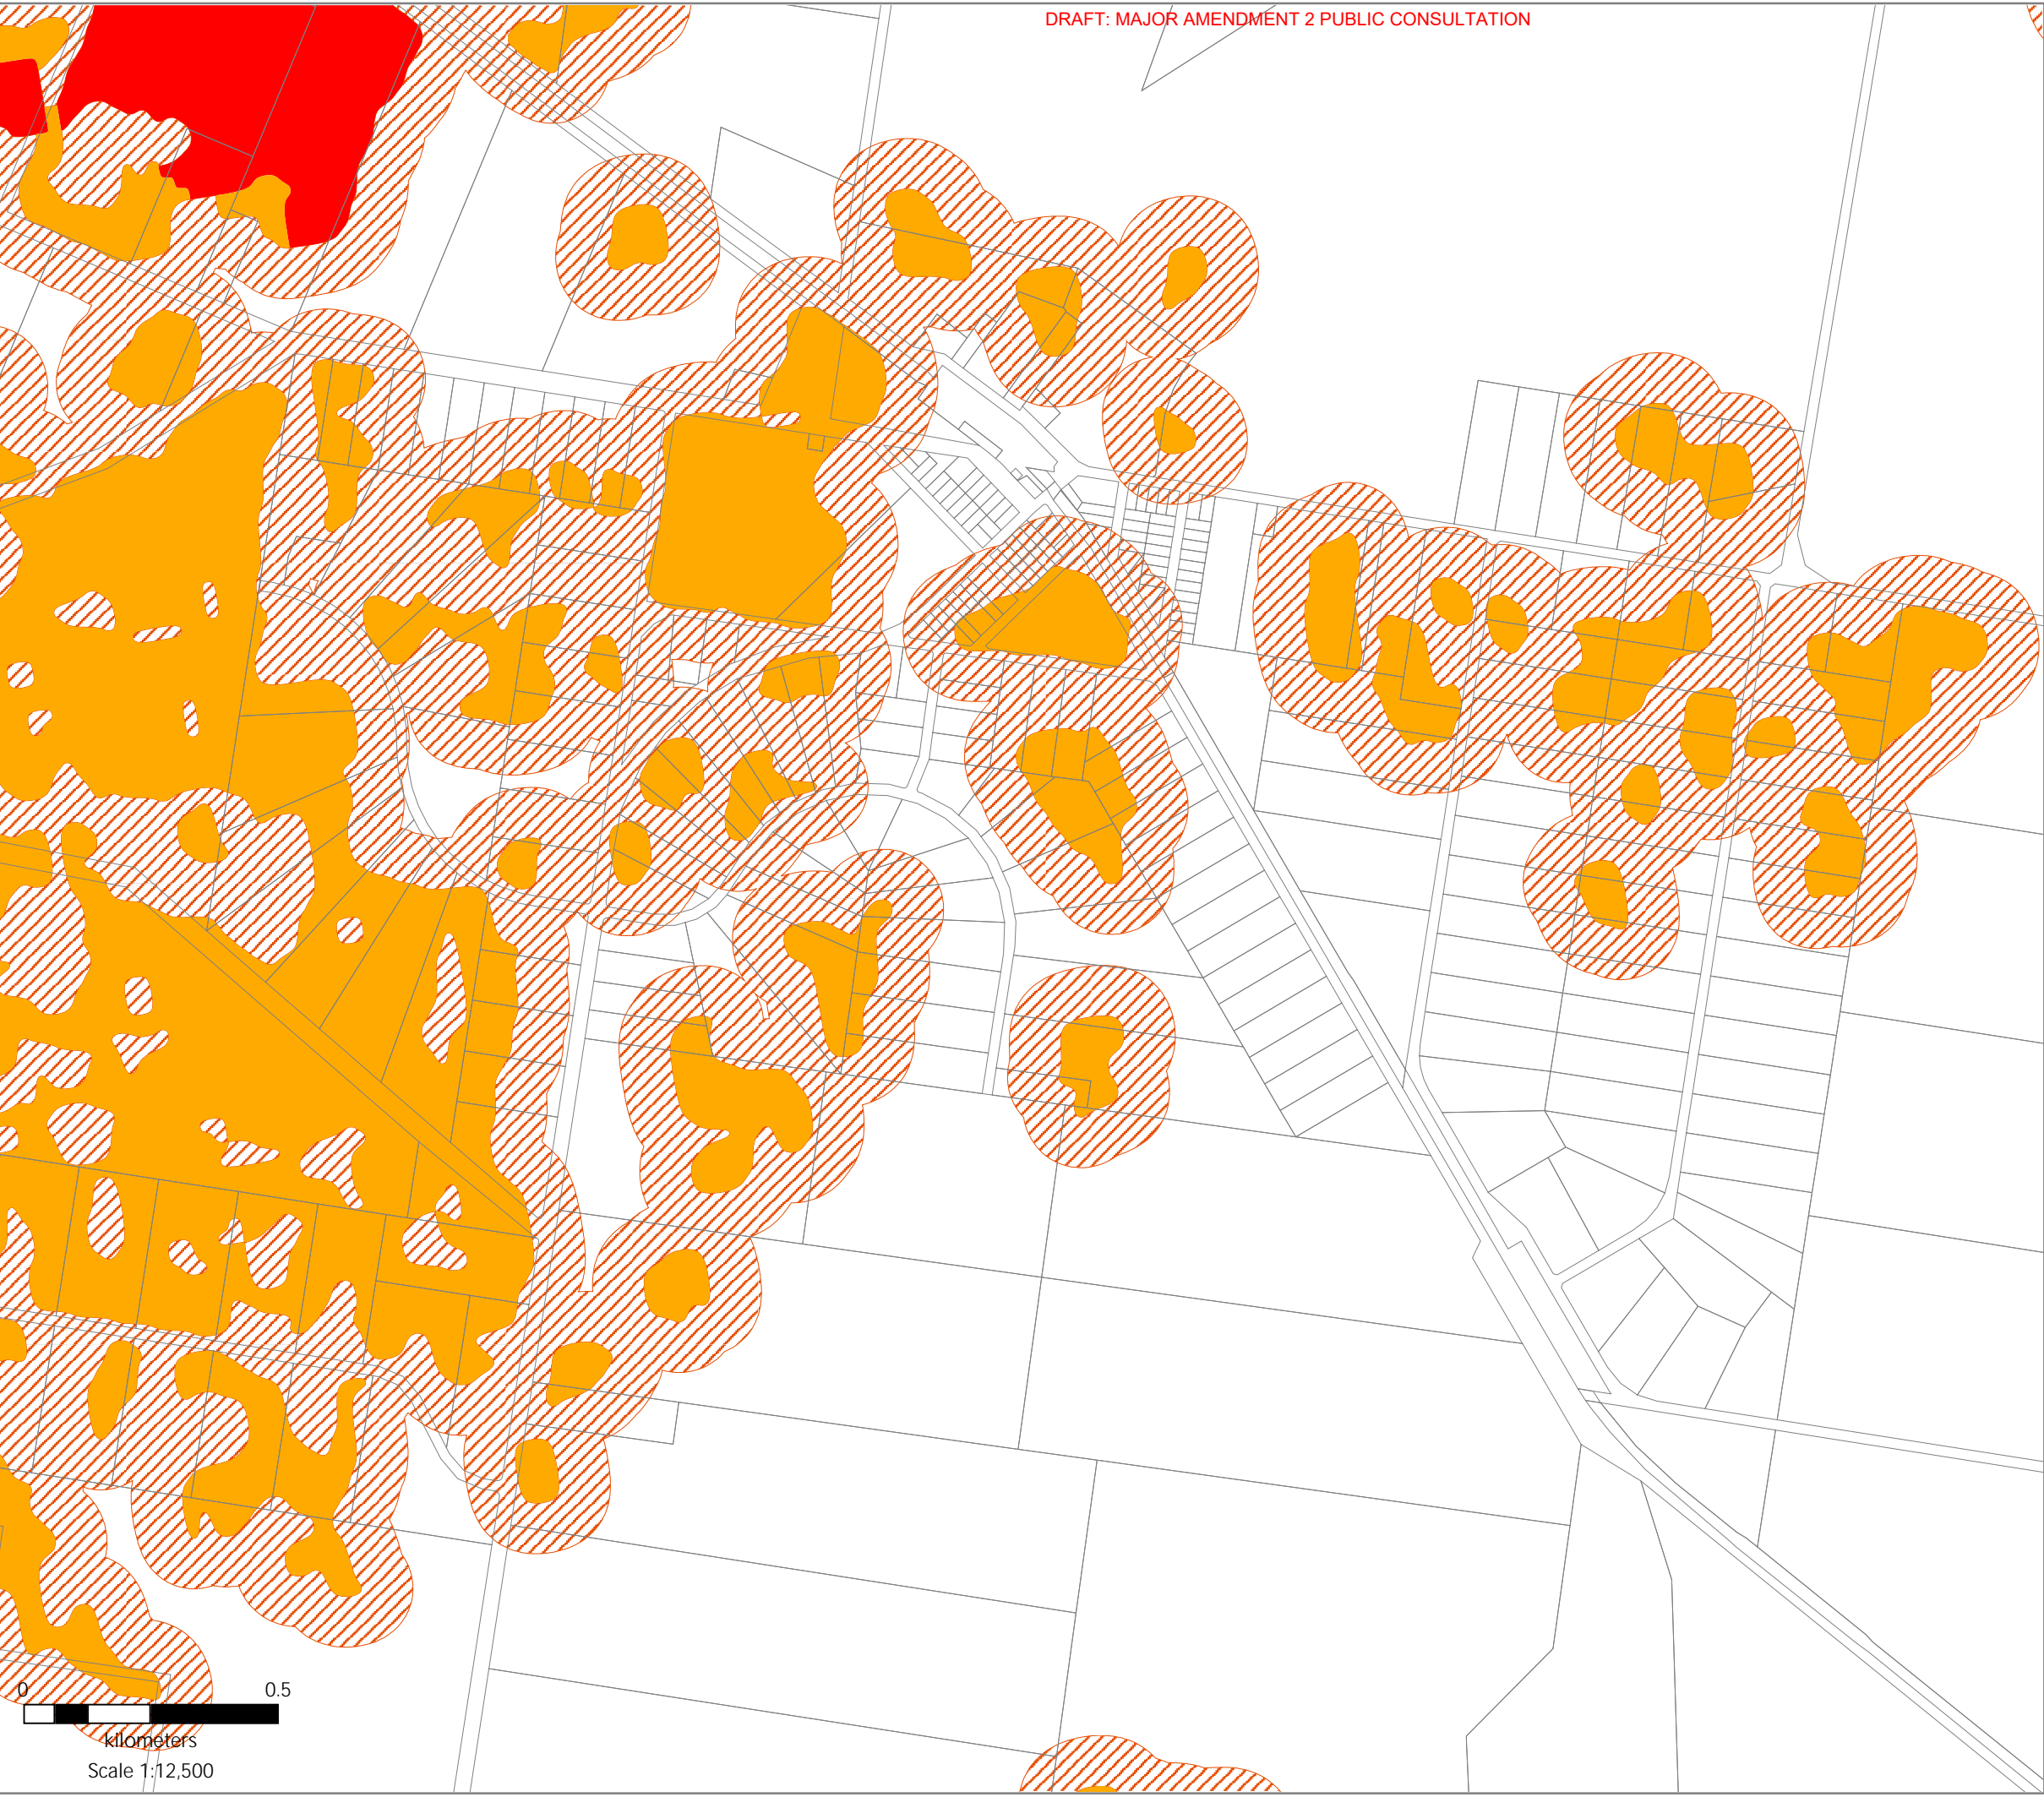 DRAFT: MAJOR AMENDMENT 2 PUBLIC CONSULTATION
0 0.5
kilometers
Scale 1:12,500